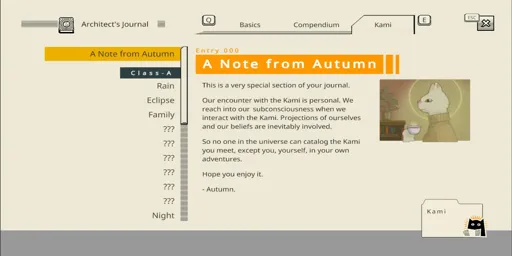 Architect's Journal
Q
Basics
Compendium
Kami
E
ESC
A Note from Autumn
Class-A
Rain
Eclipse
Family
???
???
???
???
???
???
Night
Entry 000
A Note from Autumn
This is a very special section of your journal.
Our encounter with the Kami is personal. We
reach into our subconsciousness when we
interact with the Kami. Projections of ourselves
and our beliefs are inevitably involved.
So no one in the universe can catalog the Kami
you meet, except you, yourself, in your own
adventures.
Hope you enjoy it.
- Autumn.
Kami